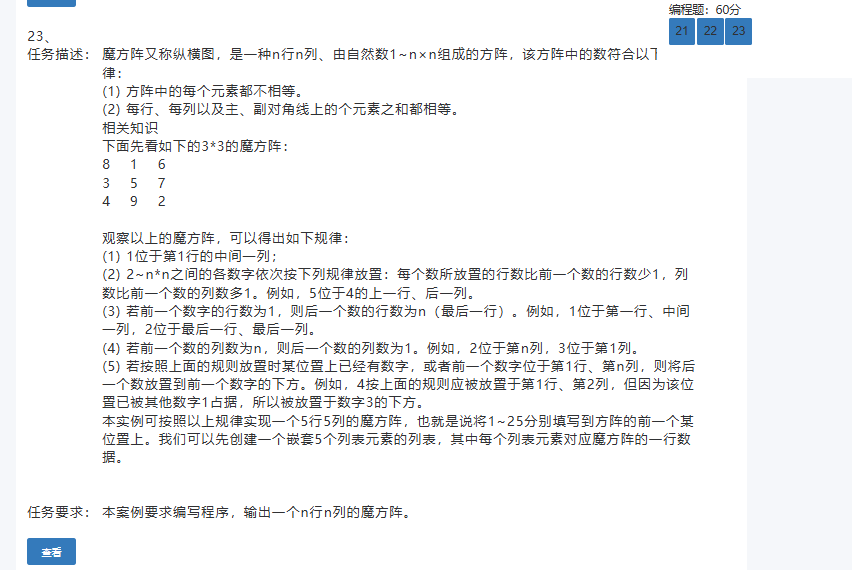 编程题：60分
21 22 23
23、
任务描述： 魔方阵又称纵横图，是一种n行n列、由自然数1~n×n组成的方阵，该方阵中的数符合以下
律：
(1) 方阵中的每个元素都不相等。
(2) 每行、每列以及主、副对角线上的个元素之和都相等。
相关知识
下面先看如下的3*3的魔方阵：
8 1 6
3 5 7
4 9 2
观察以上的魔方阵，可以得出如下规律：
(1) 1位于第1行的中间一列；
(2) 2~n*n之间的各数字依次按下列规律放置：每个数所放置的行数比前一个数的行数少1，列
数比前一个数的列数多1。例如，5位于4的上一行、后一列。
(3) 若前一个数字的行数为1，则后一个数的行数为n（最后一行）。例如，1位于第一行、中间
一列，2位于最后一行、最后一列。
(4) 若前一个数的列数为n，则后一个数的列数为1。例如，2位于第n列，3位于第1列。
(5) 若按照上面的规则放置时某位置上已经有数字，或者前一个数字位于第1行、第n列，则将后
一个数放置到前一个数字的下方。例如，4按上面的规则应被放置于第1行、第2列，但因为该位
置已被其他数字1占据，所以被放置于数字3的下方。
本实例可按照以上规律实现一个5行5列的魔方阵，也就是说将1~25分别填写到方阵的前一个某
位置上。我们可以先创建一个嵌套5个列表元素的列表，其中每个列表元素对应魔方阵的一行数
据。
任务要求： 本案例要求编写程序，输出一个n行n列的魔方阵。
查看